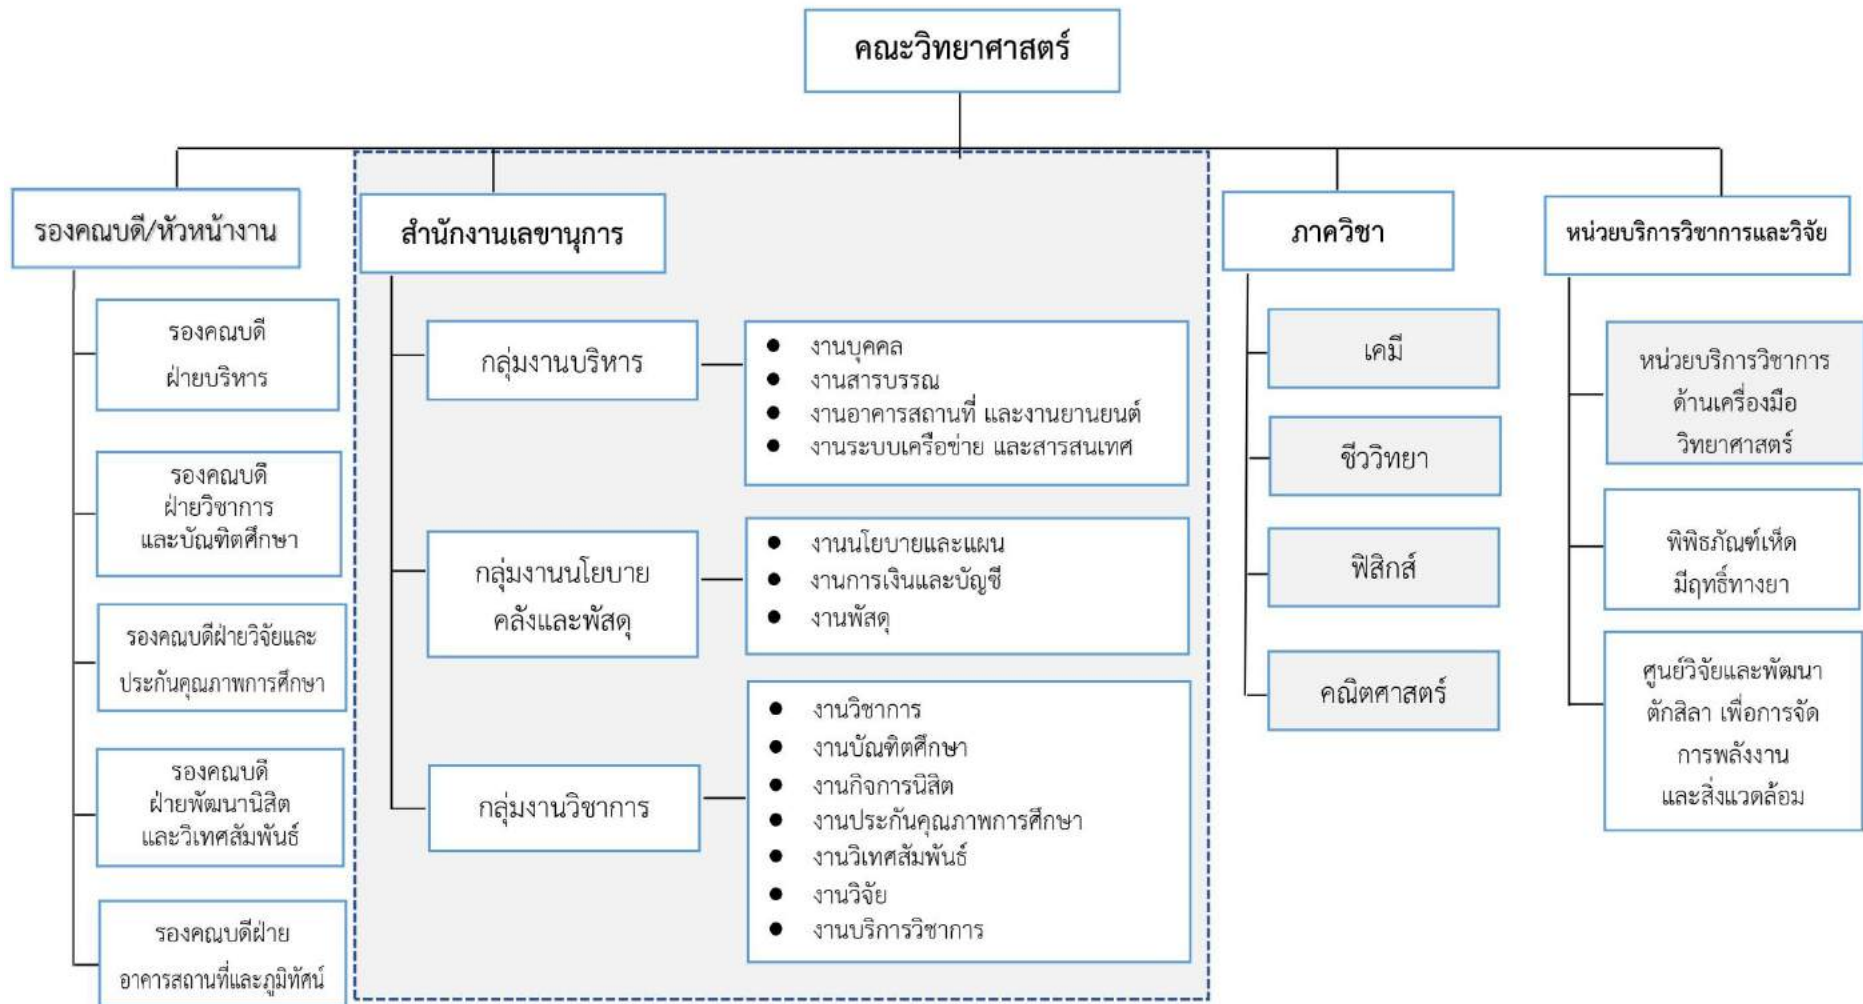 คณะวิทยาศาสตร์
รองคณบดี/หัวหน้างาน
รองคณบดี
ฝ่ายบริหาร
รองคณบดี
ฝ่ายวิชาการ
และบัณฑิตศึกษา
รองคณบดีฝ่ายวิจัยและ
ประกันคุณภาพการศึกษา
รองคณบดี
ฝ่ายพัฒนานิสิต
และวิเทศสัมพันธ์
รองคณบดีฝ่าย
อาคารสถานที่และภูมิทัศน์
สำนักงานเลขานุการ
กลุ่มงานบริหาร
● งานบุคคล
● งานสารบรรณ
● งานอาคารสถานที่ และงานยานยนต์
● งานระบบเครือข่าย และสารสนเทศ
กลุ่มงานนโยบาย
คลังและพัสดุ
● งานนโยบายและแผน
● งานการเงินและบัญชี
● งานพัสดุ
กลุ่มงานวิชาการ
● งานวิชาการ
● งานบัณฑิตศึกษา
● งานกิจการนิสิต
● งานประกันคุณภาพการศึกษา
● งานวิเทศสัมพันธ์
● งานวิจัย
● งานบริการวิชาการ
ภาควิชา
เคมี
ชีววิทยา
ฟิสิกส์
คณิตศาสตร์
หน่วยบริการวิชาการและวิจัย
หน่วยบริการวิชาการ
ด้านเครื่องมือ
วิทยาศาสตร์
พิพิธภัณฑ์เห็ด
มีฤทธิ์ทางยา
ศูนย์วิจัยและพัฒนา
ตักสิลา เพื่อการจัด
การพลังงาน
และสิ่งแวดล้อม